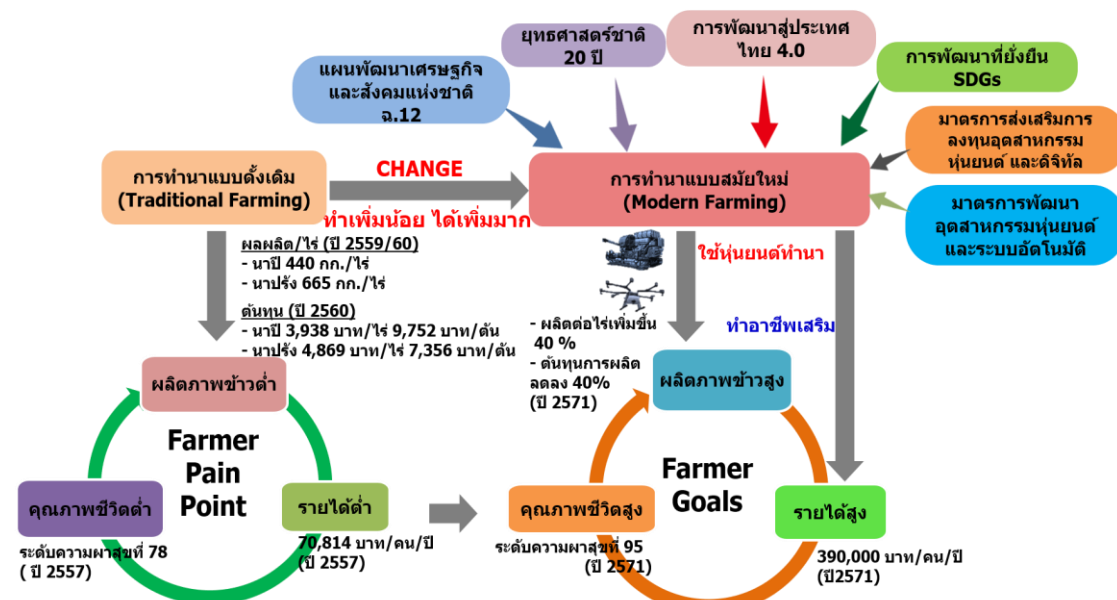 ยุทธศาสตร์ชาติ
20 ปี
การพัฒนาสู่ประเทศ
ไทย 4.0
แผนพัฒนาเศรษฐกิจ
และสังคมแห่งชาติ
ฉ.12
การพัฒนาที่ยั่งยืน
SDGs
มาตรการส่งเสริมการ
ลงทุนอุตสาหกรรม
หุ่นยนต์ และดิจิทัล
มาตรการพัฒนา
อุตสาหกรรมหุ่นยนต์
และระบบอัตโนมัติ
การทำนาแบบดั้งเดิม
(Traditional Farming)
CHANGE
ทำเพิ่มน้อย ได้เพิ่มมาก
การทำนาแบบสมัยใหม่
(Modern Farming)
ผลผลิต/ไร่ (ปี 2559/60)
- นาปี 440 กก./ไร่
- นาปรัง 665 กก./ไร่
ต้นทุน (ปี 2560)
- นาปี 3,938 บาท/ไร่ 9,752 บาท/ตัน
- นาปรัง 4,869 บาท/ไร่ 7,356 บาท/ตัน
ใช้หุ่นยนต์ทำนา
ทำอาชีพเสริม
- ผลิตต่อไร่เพิ่มขึ้น
40 %
- ต้นทุนการผลิต
ลดลง 40%
(ปี 2571)
ผลิตภาพข้าวต่ำ
Farmer
Pain
Point
คุณภาพชีวิตต่ำ
ระดับความผาสุขที่ 78
( ปี 2557)
รายได้ต่ำ
70,814 บาท/คน/ปี
(ปี 2557)
ผลิตภาพข้าวสูง
Farmer
Goals
คุณภาพชีวิตสูง
ระดับความผาสุขที่ 95
(ปี 2571)
รายได้สูง
390,000 บาท/คน/ปี
(ปี2571)